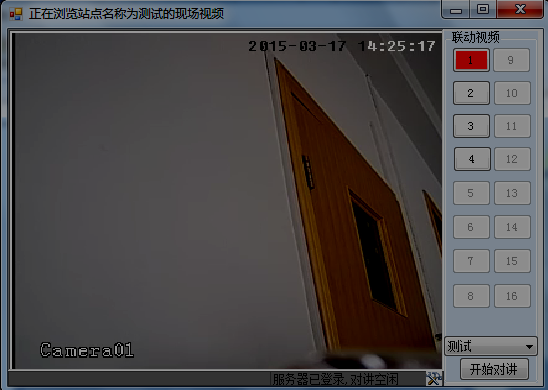 正在浏览站点名称为测试的现场视频
联动视频
2015-03-17 14:25:17
1 9
2 10
3 11
4 12
5 13
6 14
7 15
8 16
Camera01
测试
开始对讲
服务器已登录,对讲空闲